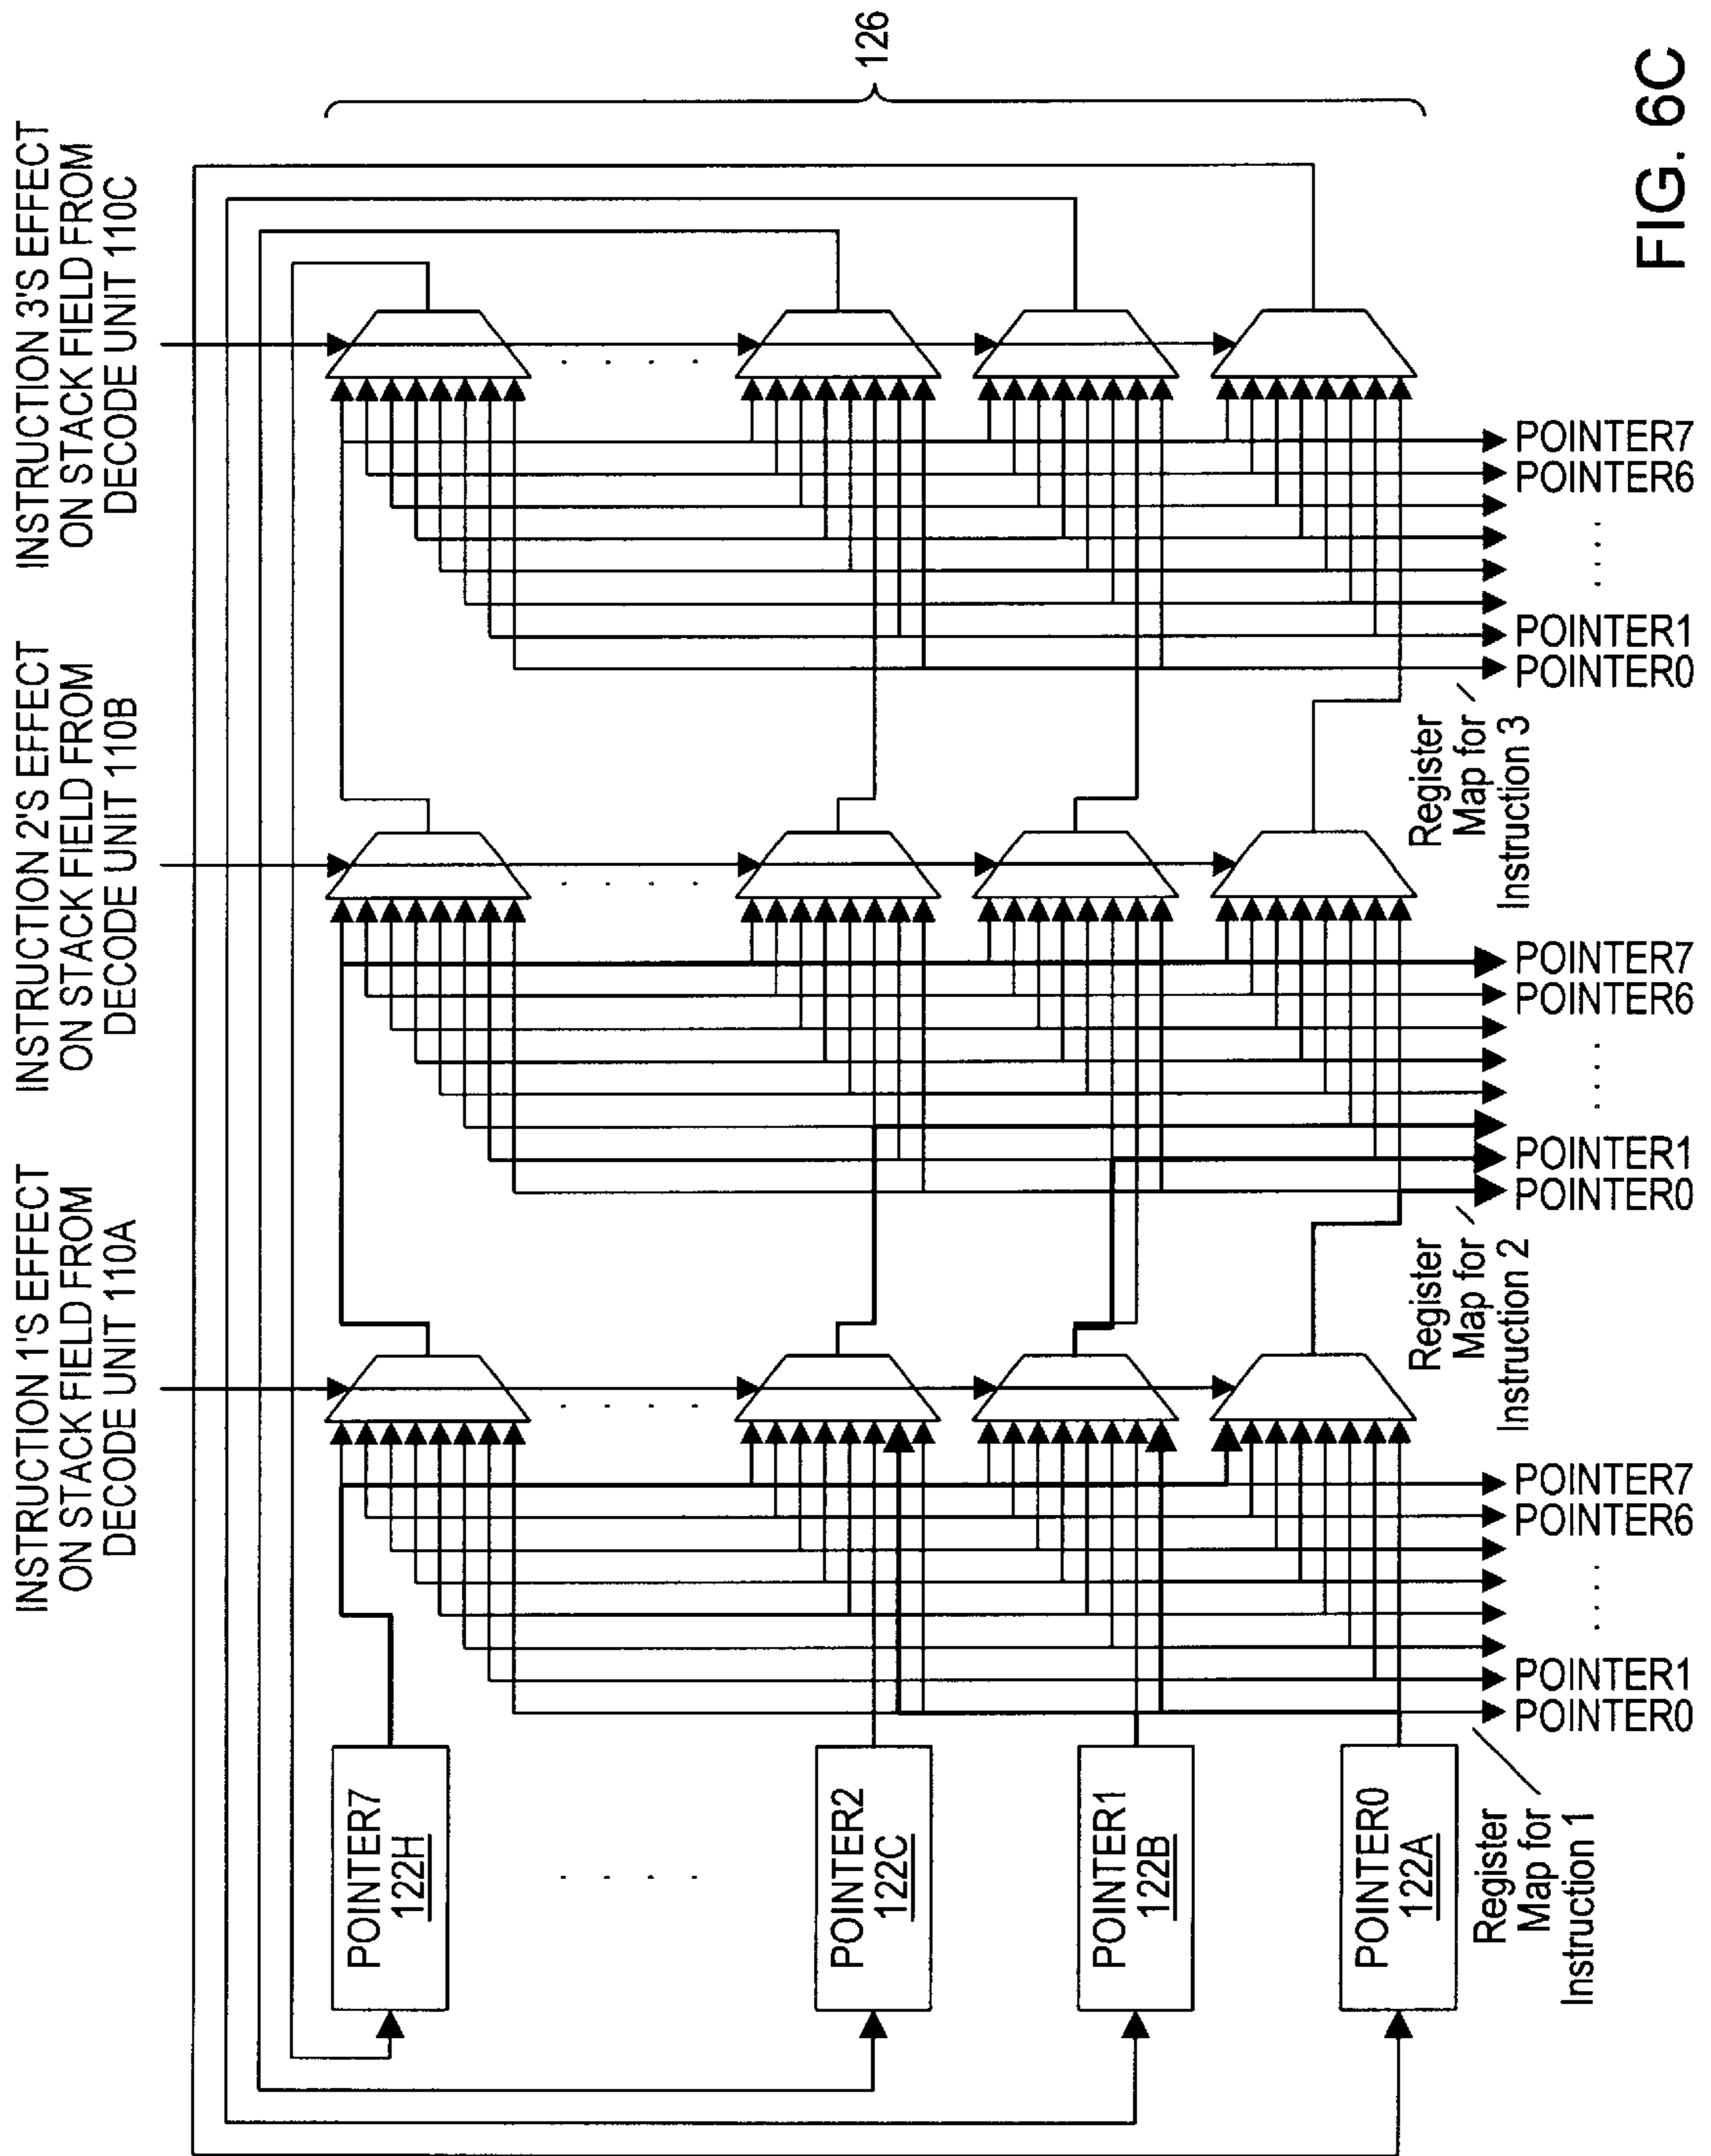 INSTRUCTION 1'S EFFECT
ON STACK FIELD FROM
DECODE UNIT 110A
INSTRUCTION 2'S EFFECT
ON STACK FIELD FROM
DECODE UNIT 110B
INSTRUCTION 3'S EFFECT
ON STACK FIELD FROM
DECODE UNIT 110C
126
POINTER7
122H
POINTER2
122C
POINTER1
122B
POINTER0
122A
Register
Map for
Instruction 1
POINTER0
POINTER1
POINTER6
POINTER7
Register
Map for
Instruction 2
POINTER0
POINTER1
POINTER6
POINTER7
Register
Map for
Instruction 3
POINTER0
POINTER1
POINTER6
POINTER7
FIG. 6C